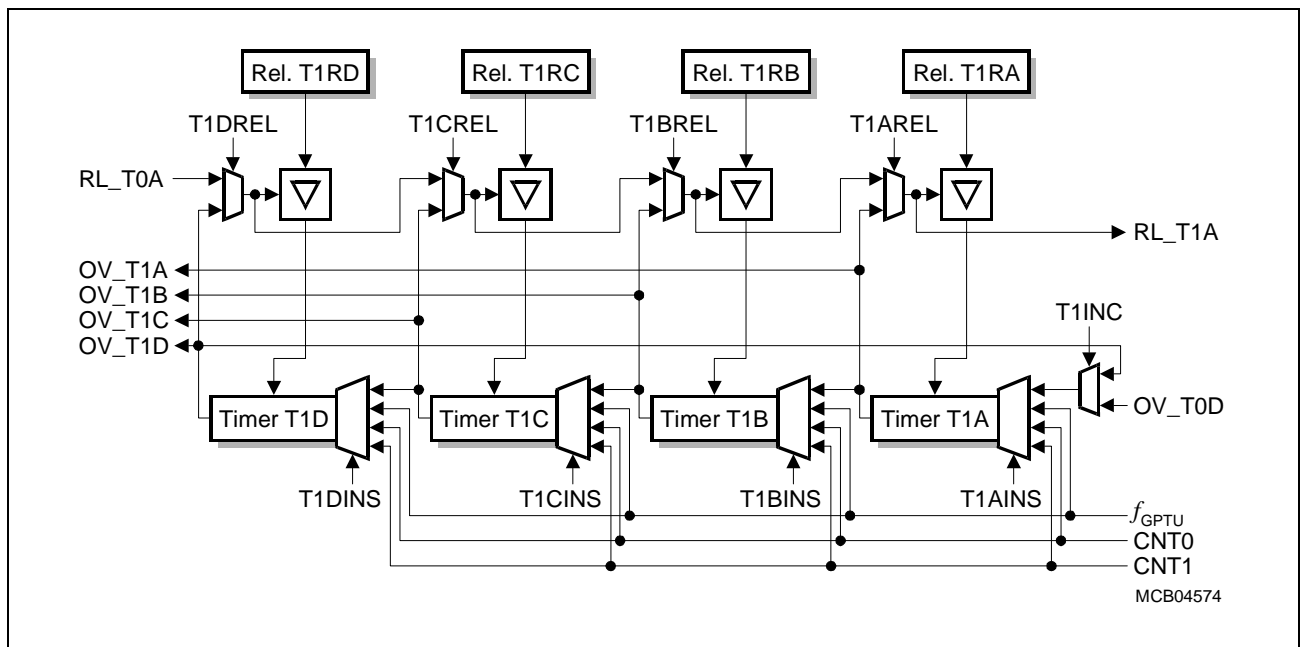 Rel. T1RD
Rel. T1RC
Rel. T1RB
Rel. T1RA
T1DREL
T1CREL
T1BREL
T1AREL
RL_T0A
RL_T1A
OV_T1A
OV_T1B
OV_T1C
OV_T1D
T1INC
Timer T1D
Timer T1C
Timer T1B
Timer T1A
OV_T0D
T1DINS
T1CINS
T1BINS
T1AINS
fGPTU
CNT0
CNT1
MCB04574